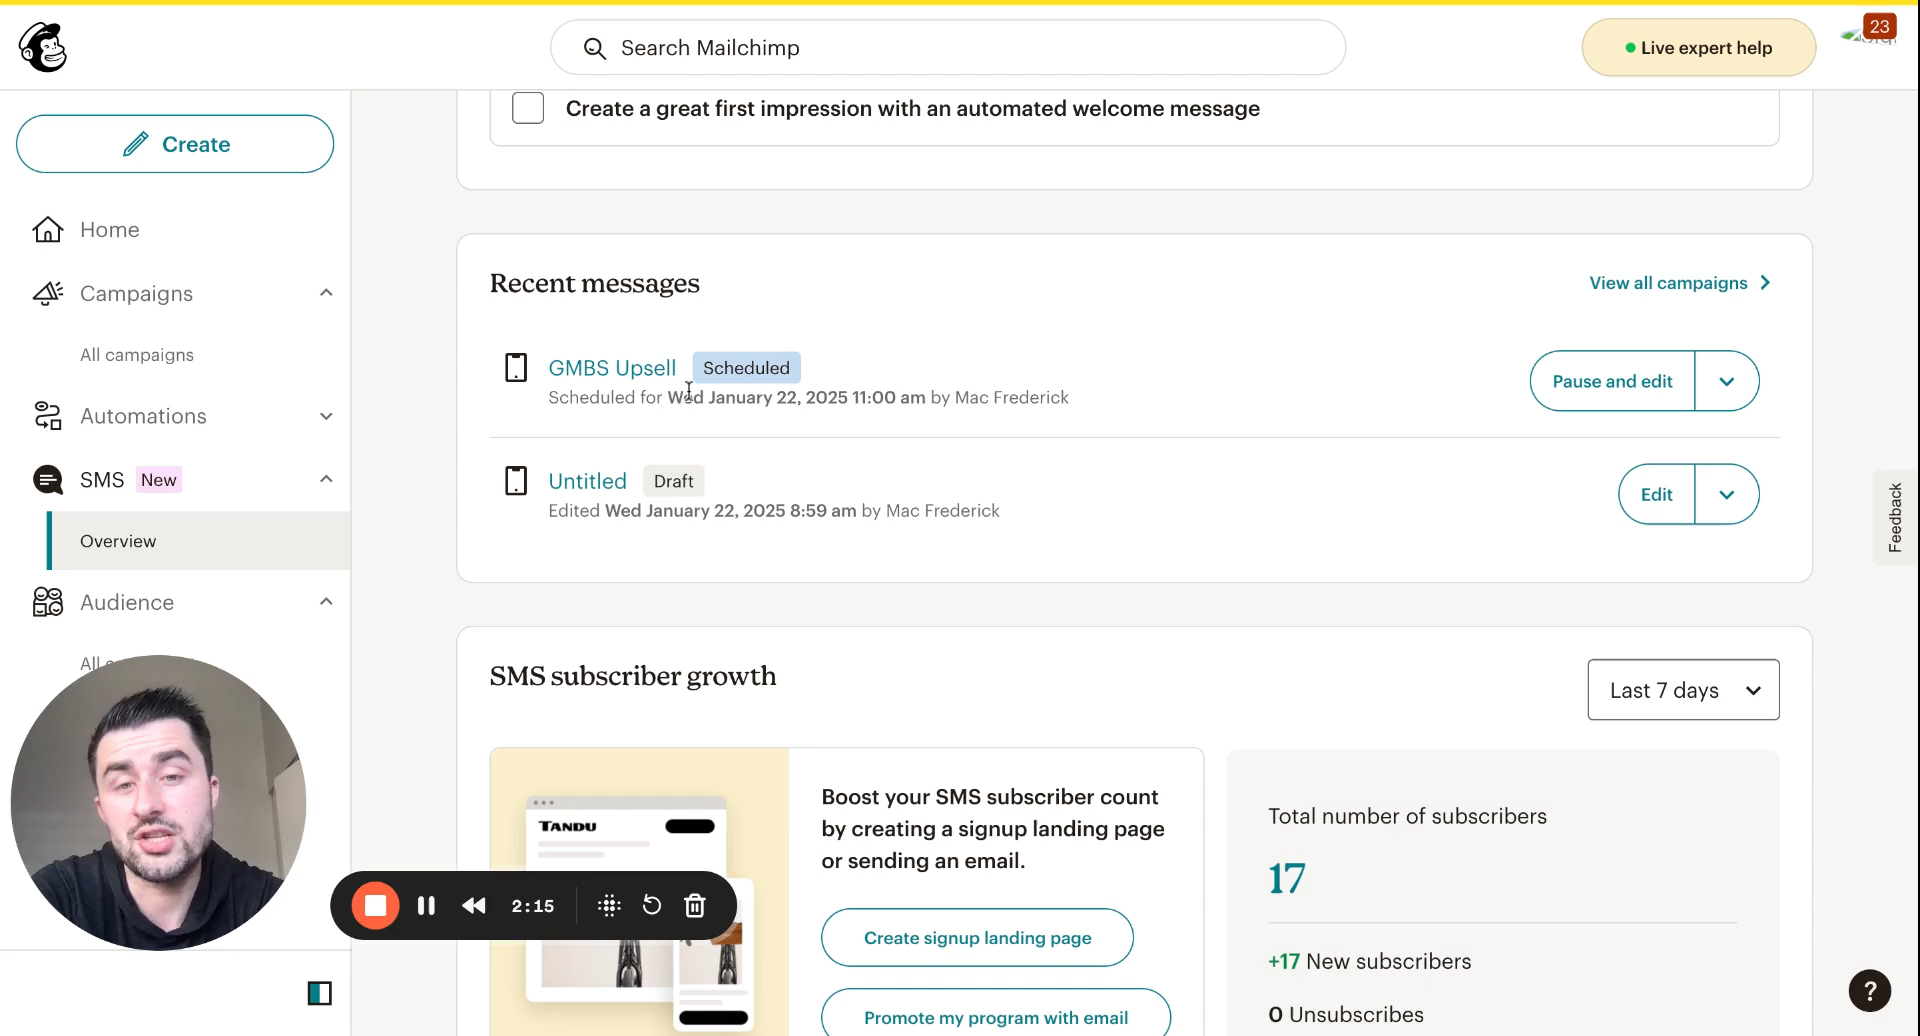 Search Mailchimp
Live expert help
23
Create
Create a great first impression with an automated welcome message
Home
Campaigns
All campaigns
Automations
SMS New
Overview
Audience
All
Recent messages
View all campaigns
GMBS Upsell Scheduled
Scheduled for Wed January 22, 2025 11:00 am by Mac Frederick
Pause and edit
Untitled Draft
Edited Wed January 22, 2025 8:59 am by Mac Frederick
Edit
Feedback
SMS subscriber growth
Last 7 days
TANDU
Boost your SMS subscriber count
by creating a signup landing page
or sending an email.
Create signup landing page
Promote my program with email
Total number of subscribers
17
+17 New subscribers
0 Unsubscribes
2:15
?